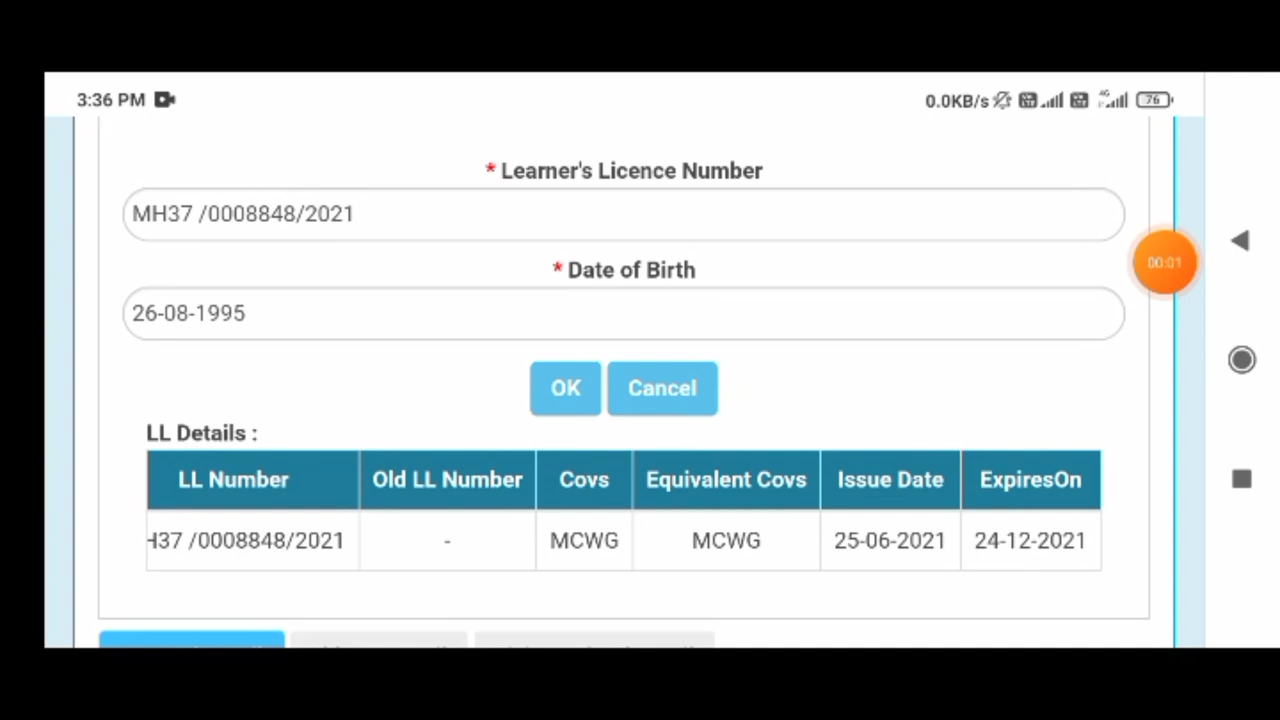 3:36 PM 0.0KB/s 4G 76
* Learner's Licence Number
MH37 /0008848/2021
00:01
* Date of Birth
26-08-1995
OK Cancel
LL Details :
LL Number Old LL Number Covs Equivalent Covs Issue Date ExpiresOn
H37 /0008848/2021 - MCWG MCWG 25-06-2021 24-12-2021